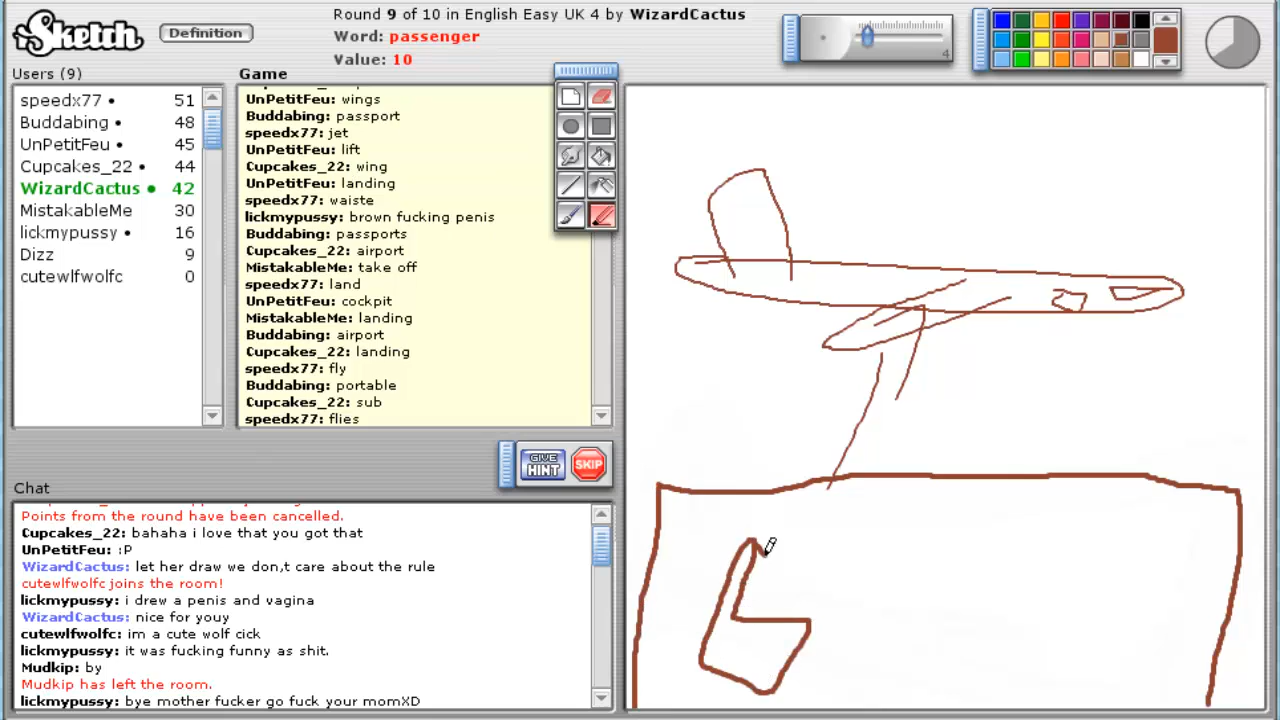 iSketch
Definition
Round 9 of 10 in English Easy UK 4 by WizardCactus
Word: passenger
Value: 10
4
Users (9)
speedx77 • 51
Buddabing • 48
UnPetitFeu • 45
Cupcakes_22 • 44
WizardCactus • 42
MistakableMe 30
lickmypussy • 16
Dizz 9
cutewlfwolfc 0
Game
UnPetitFeu: wings
Buddabing: passport
speedx77: jet
UnPetitFeu: lift
Cupcakes_22: wing
UnPetitFeu: landing
speedx77: waiste
lickmypussy: brown fucking penis
Buddabing: passports
Cupcakes_22: airport
MistakableMe: take off
speedx77: land
UnPetitFeu: cockpit
MistakableMe: landing
Buddabing: airport
Cupcakes_22: landing
speedx77: fly
Buddabing: portable
Cupcakes_22: sub
speedx77: flies
GIVE
HINT
SKIP
Chat
Points from the round have been cancelled.
Cupcakes_22: bahaha i love that you got that
UnPetitFeu: :P
WizardCactus: let her draw we don,t care about the rule
cutewlfwolfc joins the room!
lickmypussy: i drew a penis and vagina
WizardCactus: nice for youy
cutewlfwolfc: im a cute wolf cick
lickmypussy: it was fucking funny as shit.
Mudkip: by
Mudkip has left the room.
lickmypussy: bye mother fucker go fuck your momXD